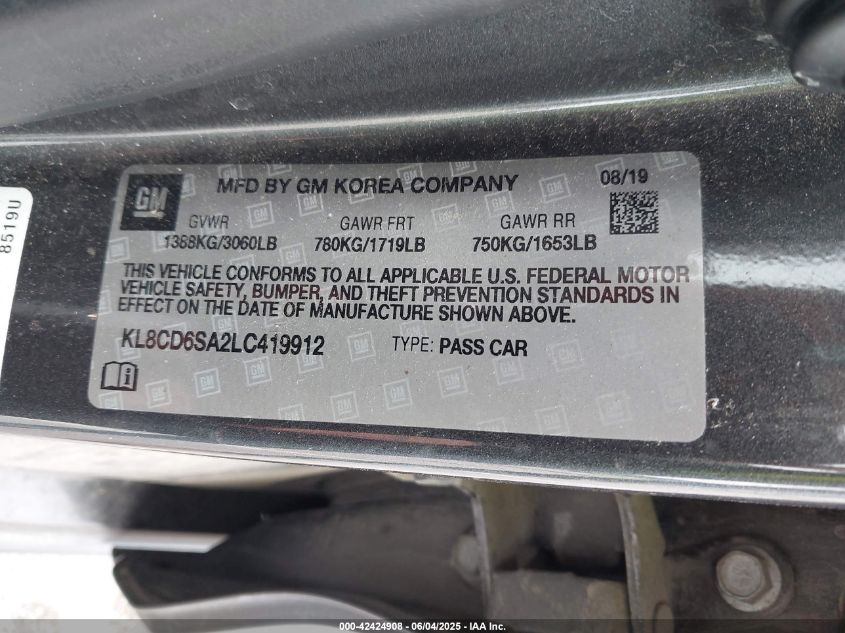 GM
MFD BY GM KOREA COMPANY
08/19
GVWR GAWR FRT GAWR RR
1388KG/3060LB 780KG/1719LB 750KG/1653LB
THIS VEHICLE CONFORMS TO ALL APPLICABLE U.S. FEDERAL MOTOR
VEHICLE SAFETY, BUMPER, AND THEFT PREVENTION STANDARDS IN
EFFECT ON THE DATE OF MANUFACTURE SHOWN ABOVE.
KL8CD6SA2LC419912 TYPE: PASS CAR
8519U
000-42424908 - 06/04/2025 - IAA Inc.